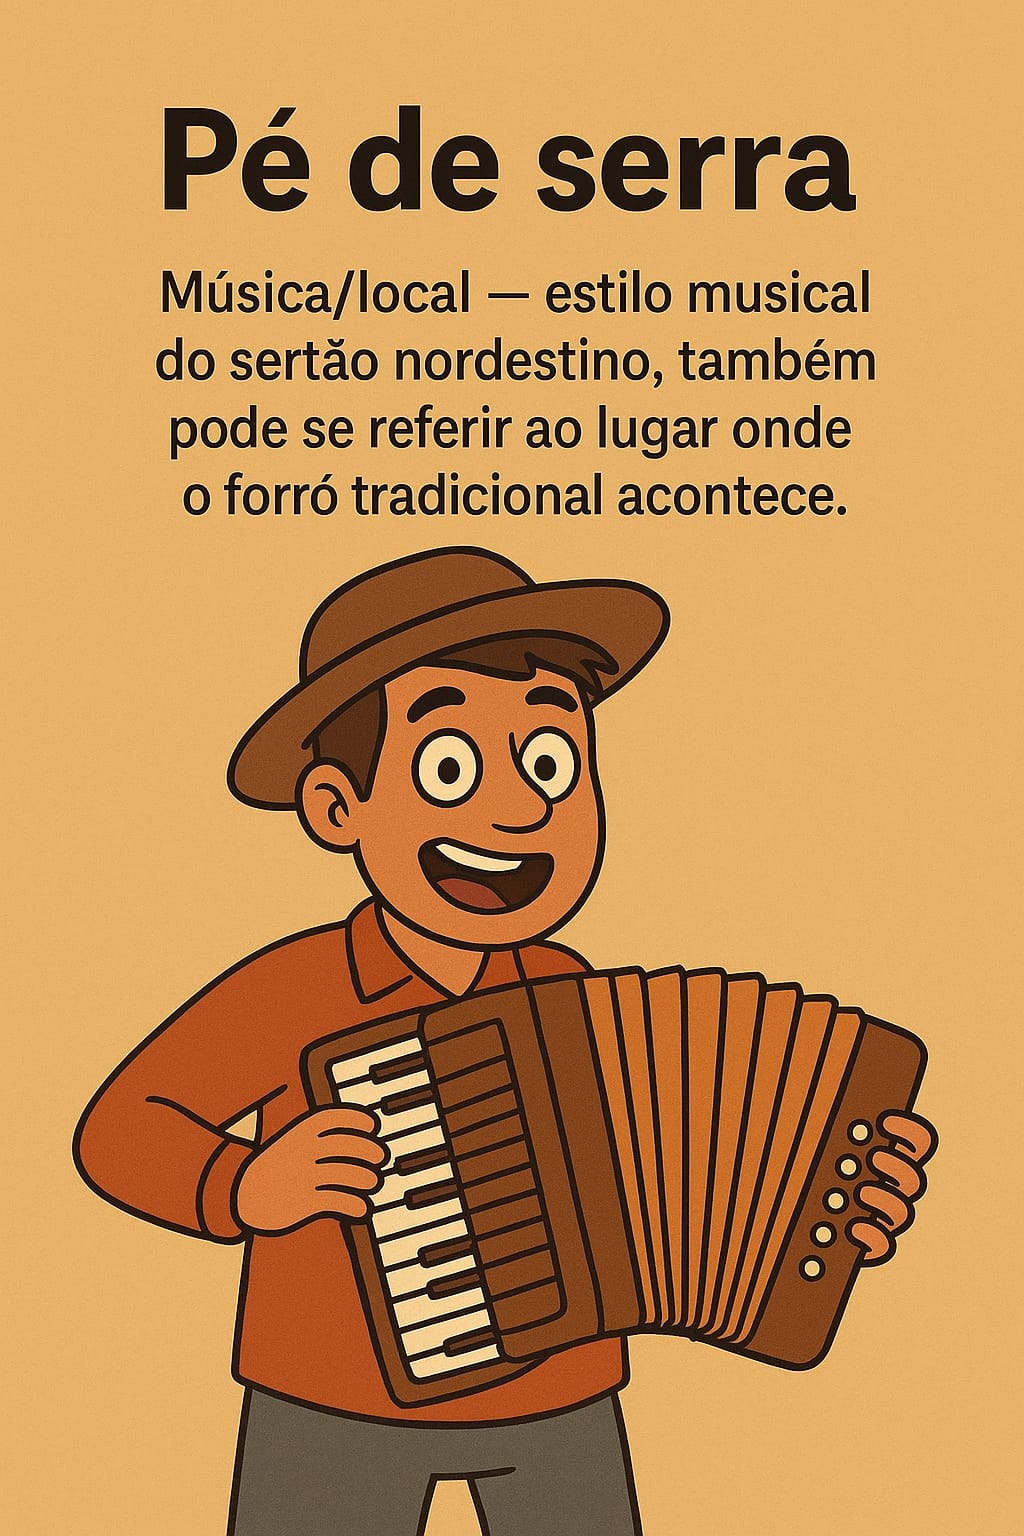 Pé de serra
Música/local — estilo musical
do sertăo nordestino, também
pode se referir ao lugar onde
o forró tradicional acontece.